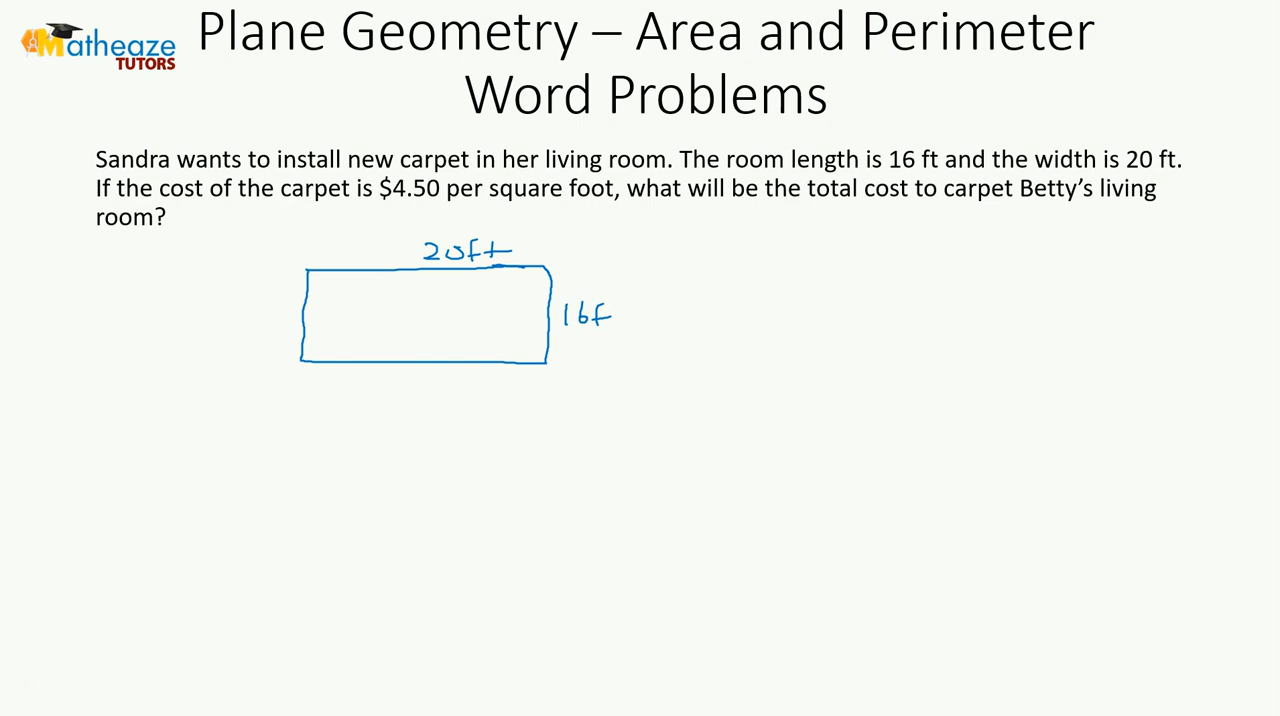 Matheaze
TUTORS
Plane Geometry – Area and Perimeter
Word Problems
Sandra wants to install new carpet in her living room. The room length is 16 ft and the width is 20 ft.
If the cost of the carpet is $4.50 per square foot, what will be the total cost to carpet Betty’s living
room?
20ft
16f